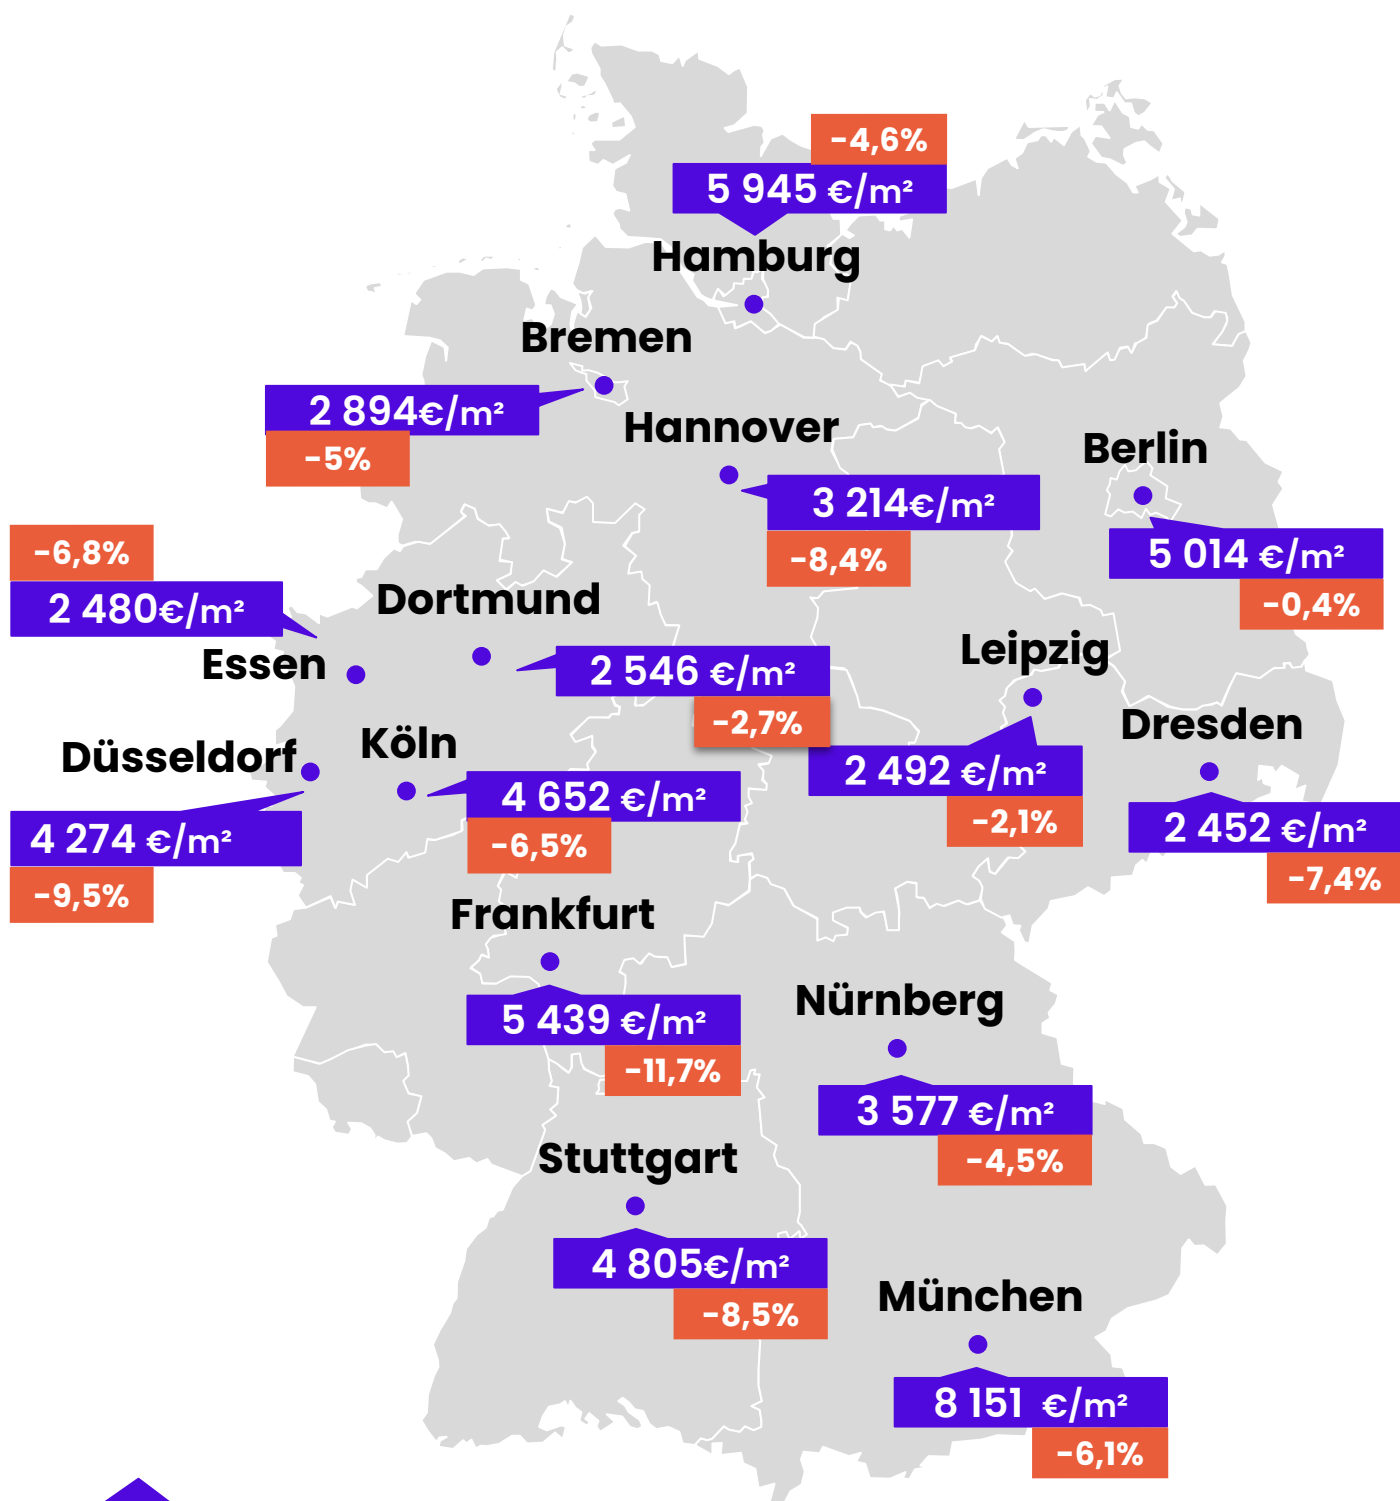 -4,6%
5 945 €/m²
Hamburg
Bremen
2 894€/m²
-5%
Hannover
3 214€/m²
-8,4%
Berlin
5 014 €/m²
-0,4%
-6,8%
2 480€/m²
Essen
Dortmund
2 546 €/m²
-2,7%
Leipzig
2 492 €/m²
-2,1%
Dresden
2 452 €/m²
-7,4%
Düsseldorf
4 274 €/m²
-9,5%
Köln
4 652 €/m²
-6,5%
Frankfurt
5 439 €/m²
-11,7%
Nürnberg
3 577 €/m²
-4,5%
Stuttgart
4 805€/m²
-8,5%
München
8 151 €/m²
-6,1%